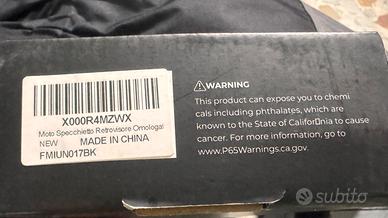 X000R4MZWX
Moto Specchietto Retrovisore Omologat
NEW MADE IN CHINA
FMIUN017BK
⚠WARNING
This product can expose you to chemi
cals including phthalates, which are
known to the State of Califor▯nia to cause
cancer. For more information, go to
www.P65Warnings.ca.gov.
subito